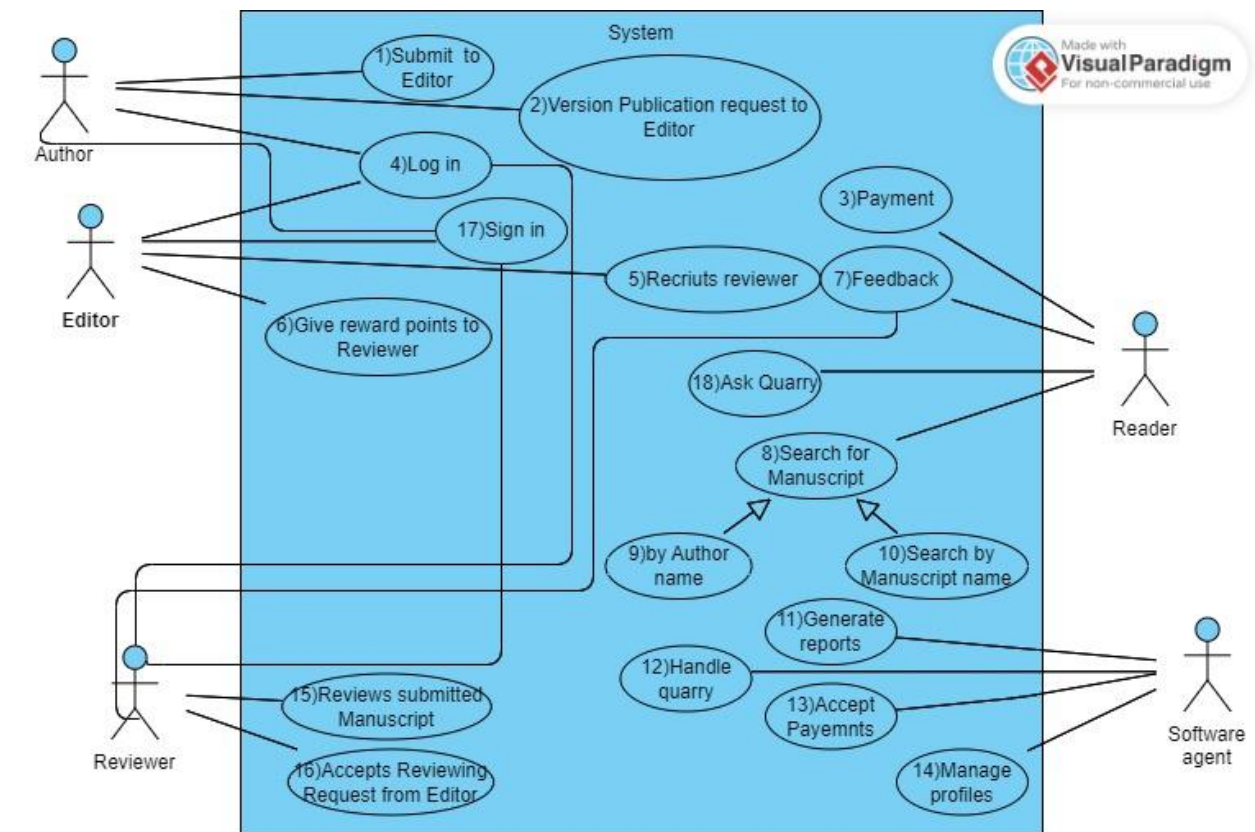 System
Made with
Visual Paradigm
For non-commercial use
1)Submit to
Editor
2)Version Publication request to
Editor
Author
4)Log in
3)Payment
17)Sign in
5)Recriuts reviewer
7)Feedback
Editor
6)Give reward points to
Reviewer
18)Ask Quarry
Reader
8)Search for
Manuscript
9)by Author
name
10)Search by
Manuscript name
11)Generate
reports
12)Handle
quarry
13)Accept
Payemnts
15)Reviews submitted
Manuscript
Software
agent
Reviewer
16)Accepts Reviewing
Request from Editor
14)Manage
profiles